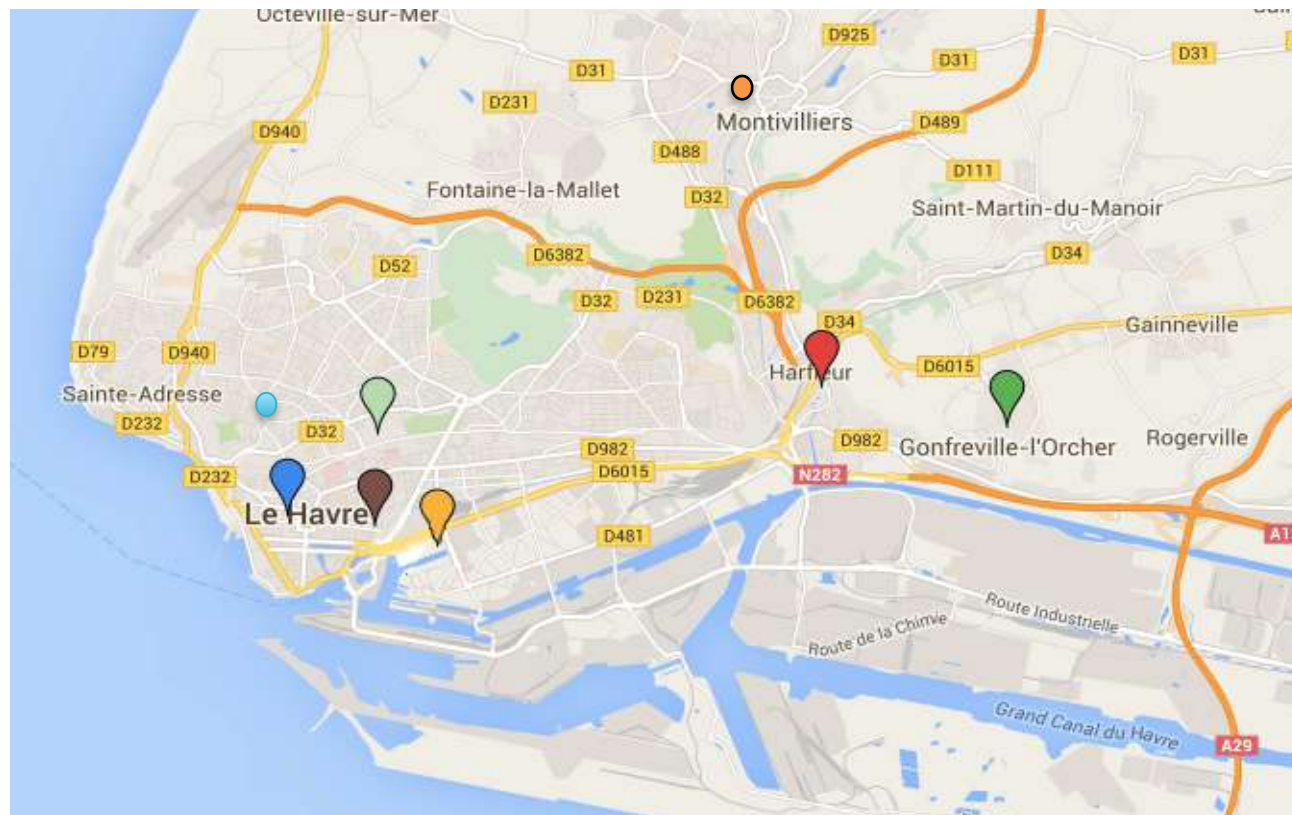 Octeville-sur-Mer
D925
D31
D31
D31
D231
D940
Montivilliers
D489
D488
D111
Fontaine-la-Mallet
D32
Saint-Martin-du-Manoir
D6382
D34
D52
D32
D231
D6382
D34
Gainneville
D79
D940
D6015
Harfleur
Sainte-Adresse
D232
D32
D982
D982
Gonfreville-l'Orcher
Rogerville
D232
D6015
N282
Le Havre
D481
Route Industrielle
Route de la Chimie
Grand Canal du Havre
A29